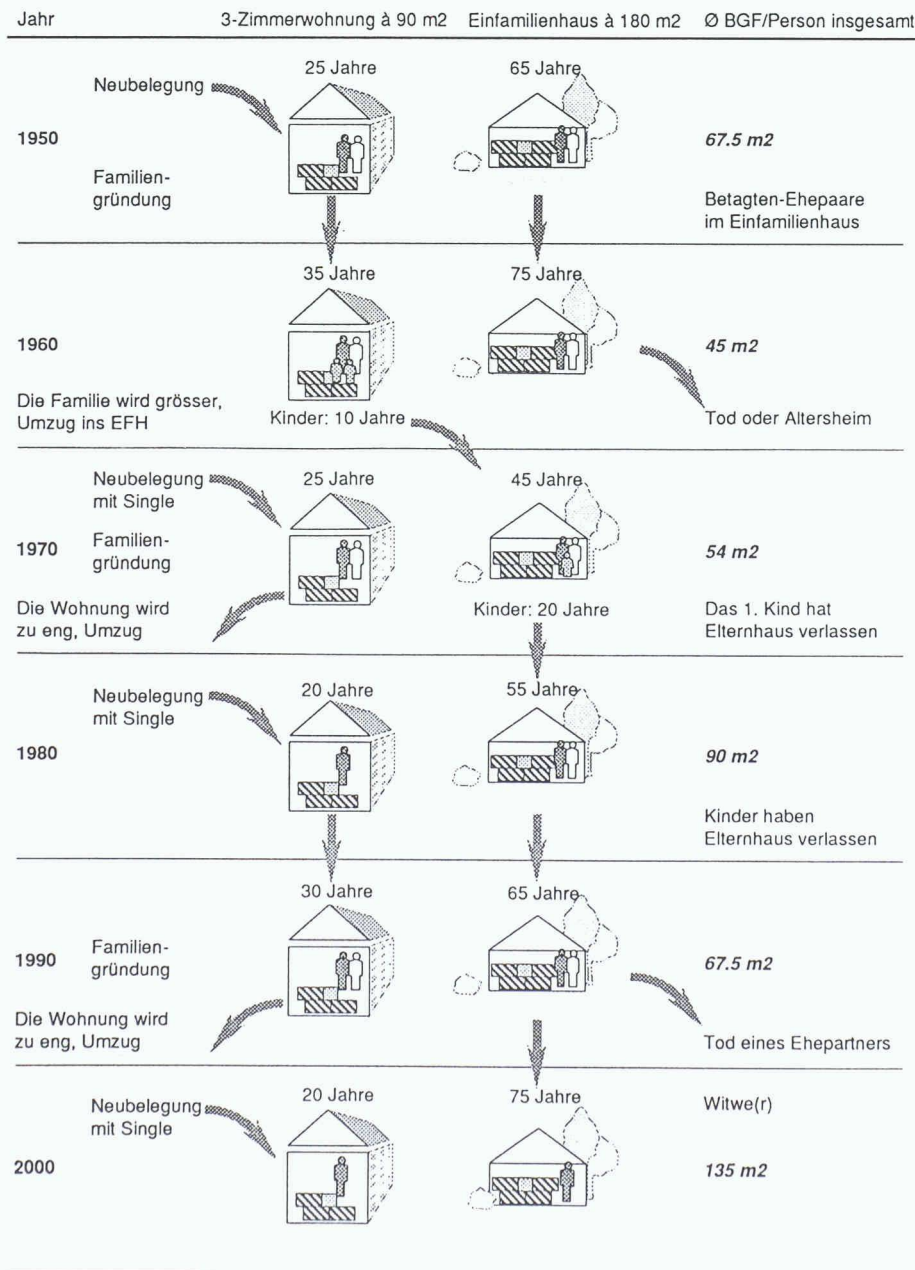 Jahr 3-Zimmerwohnung à 90 m2 Einfamilienhaus à 180 m2 Ø BGF/Person insgesamt
25 Jahre 65 Jahre
Neubelegung
1950 67.5 m2
Familien-
gründung
Betagten-Ehepaare
im Einfamilienhaus
35 Jahre 75 Jahre
1960 45 m2
Die Familie wird grösser,
Umzug ins EFH
Kinder: 10 Jahre
Tod oder Altersheim
Neubelegung
mit Single
25 Jahre 45 Jahre
1970 Familien-
gründung
54 m2
Die Wohnung wird
zu eng, Umzug
Kinder: 20 Jahre
Das 1. Kind hat
Elternhaus verlassen
Neubelegung
mit Single
20 Jahre 55 Jahre
1980 90 m2
Kinder haben
Elternhaus verlassen
30 Jahre 65 Jahre
1990 Familien-
gründung
67.5 m2
Die Wohnung wird
zu eng, Umzug
Tod eines Ehepartners
Neubelegung
mit Single
20 Jahre 75 Jahre Witwe(r)
2000 135 m2